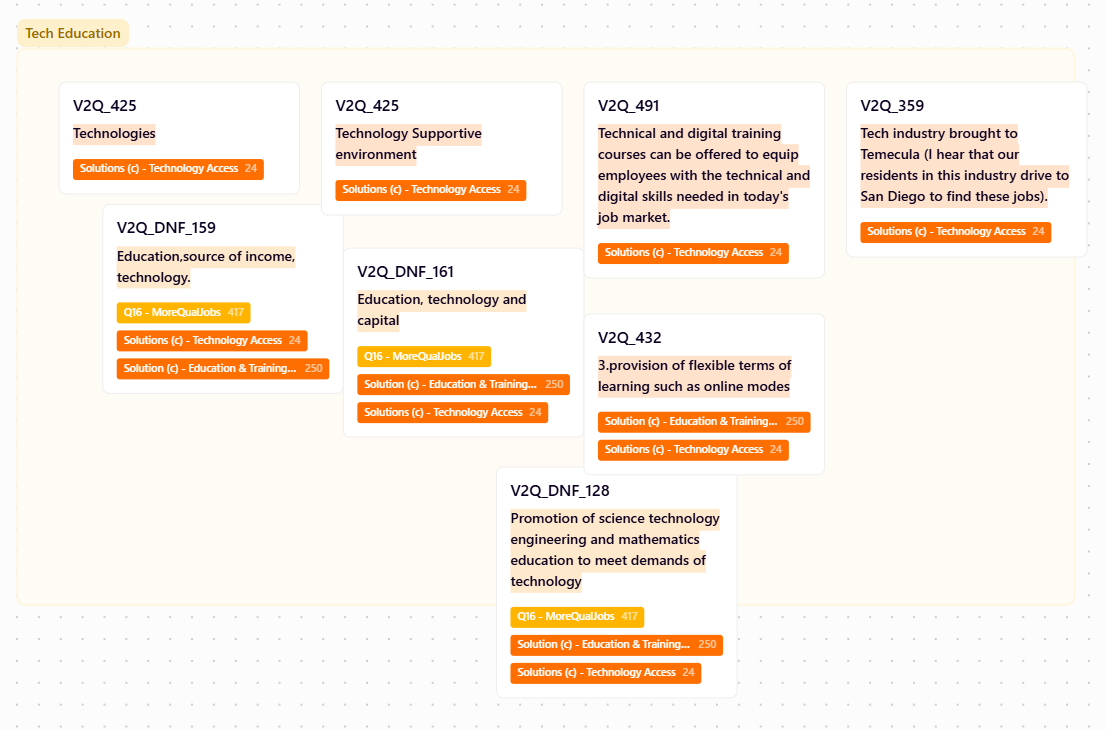 Tech Education
V2Q_425
Technologies
Solutions (c) - Technology Access 24
V2Q_425
Technology Supportive
environment
Solutions (c) - Technology Access 24
V2Q_491
Technical and digital training
courses can be offered to equip
employees with the technical and
digital skills needed in today's
job market.
Solutions (c) - Technology Access 24
V2Q_359
Tech industry brought to
Temecula (I hear that our
residents in this industry drive to
San Diego to find these jobs).
Solutions (c) - Technology Access 24
V2Q_DNF_159
Education,source of income,
technology.
Q16 - MoreQualJobs 417
Solutions (c) - Technology Access 24
Solution (c) - Education & Training... 250
V2Q_DNF_161
Education, technology and
capital
Q16 - MoreQualJobs 417
Solution (c) - Education & Training... 250
Solutions (c) - Technology Access 24
V2Q_432
3.provision of flexible terms of
learning such as online modes
Solution (c) - Education & Training... 250
Solutions (c) - Technology Access 24
V2Q_DNF_128
Promotion of science technology
engineering and mathematics
education to meet demands of
technology
Q16 - MoreQualJobs 417
Solution (c) - Education & Training... 250
Solutions (c) - Technology Access 24